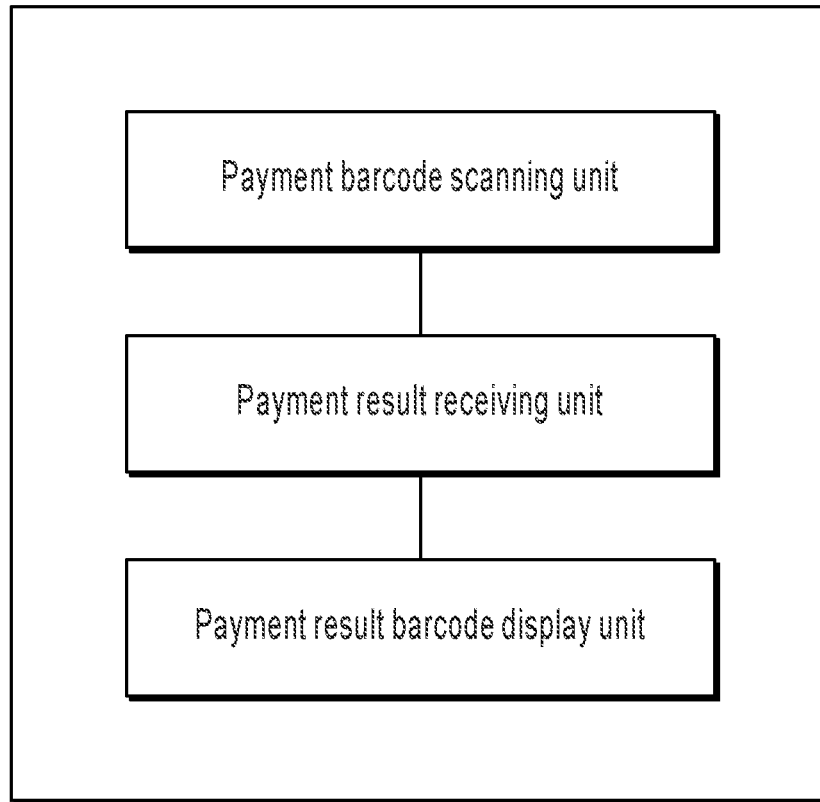 Payment barcode scanning unit
Payment result receiving unit
Payment result barcode display unit